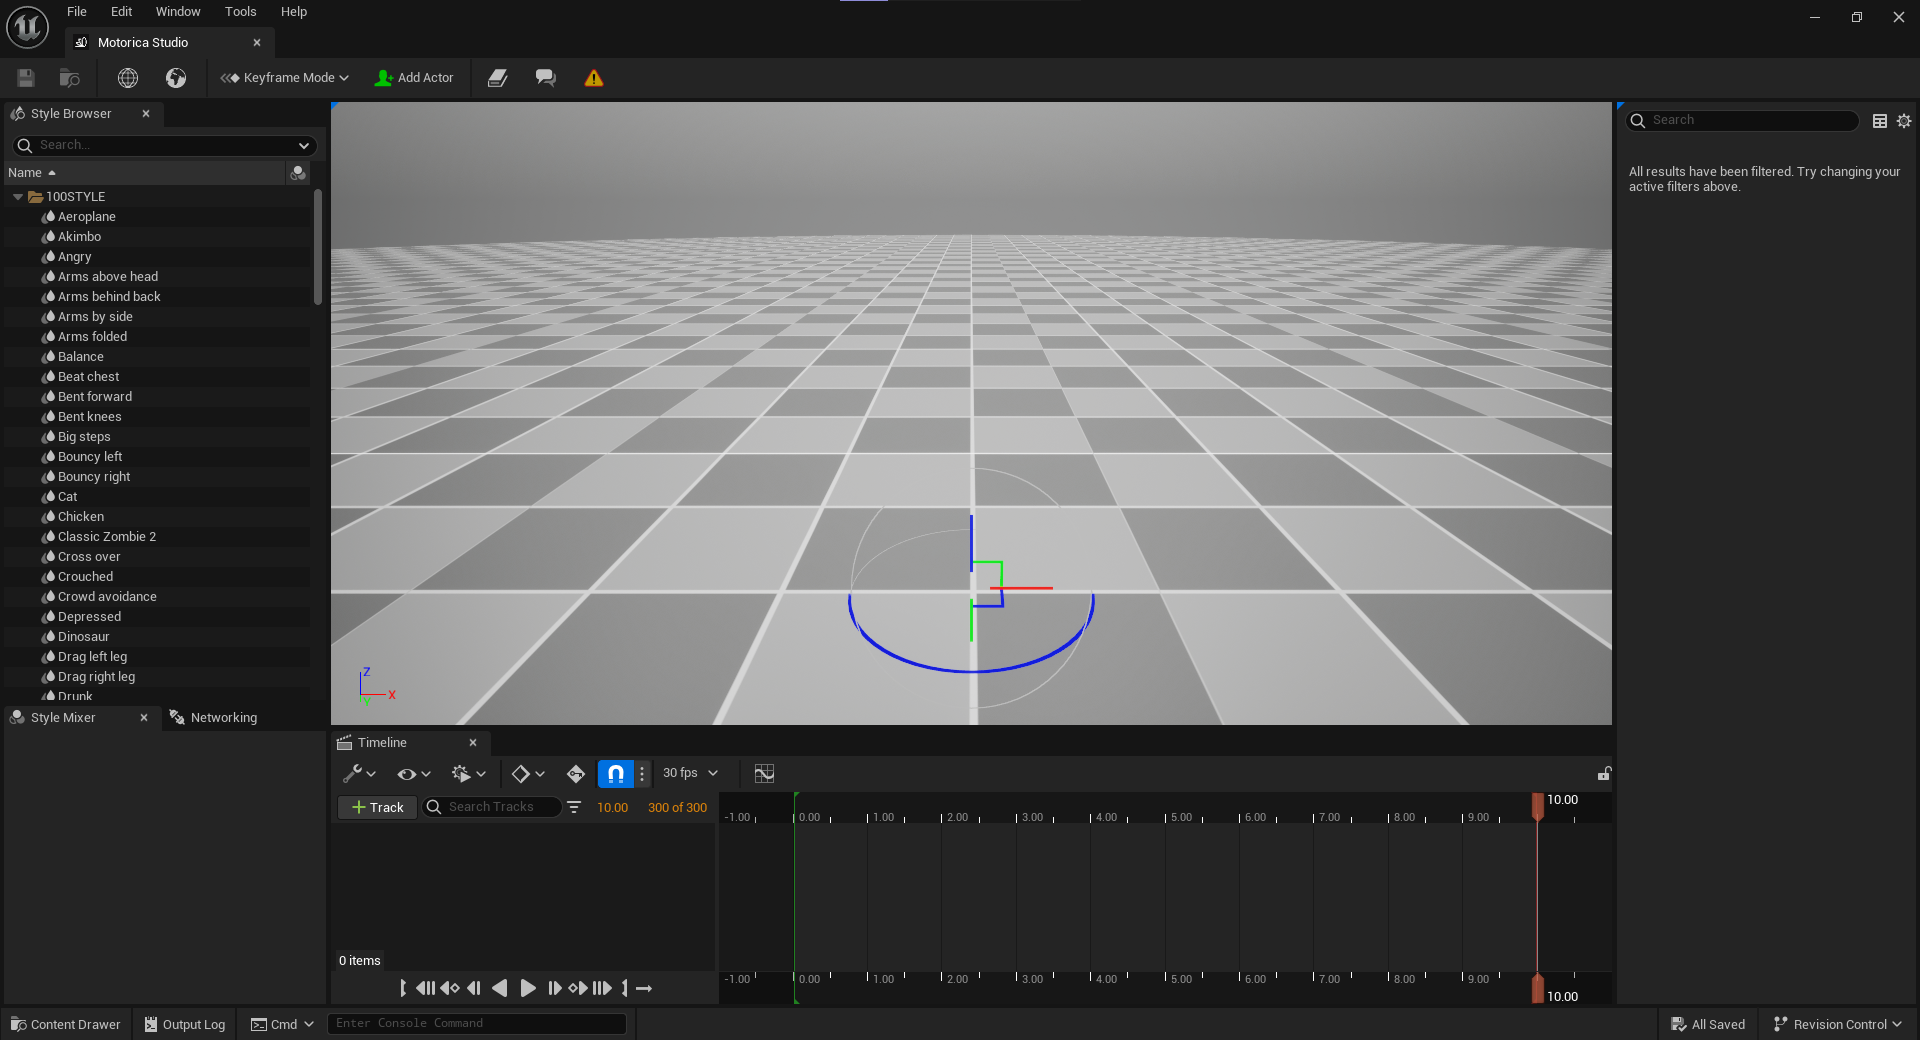 File Edit Window Tools Help
Motorica Studio
Keyframe Mode Add Actor
Style Browser
Search...
Name
100STYLE
Aeroplane
Akimbo
Angry
Arms above head
Arms behind back
Arms by side
Arms folded
Balance
Beat chest
Bent forward
Bent knees
Big steps
Bouncy left
Bouncy right
Cat
Chicken
Classic Zombie 2
Cross over
Crouched
Crowd avoidance
Depressed
Dinosaur
Drag left leg
Drag right leg
Drunk
Style Mixer Networking
Z
X
Y
Search
All results have been filtered. Try changing your
active filters above.
Timeline
30 fps
Track Search Tracks 10.00 300 of 300
10.00
-1.00 0.00 1.00 2.00 3.00 4.00 5.00 6.00 7.00 8.00 9.00
0 items
-1.00 0.00 1.00 2.00 3.00 4.00 5.00 6.00 7.00 8.00 9.00
10.00
Content Drawer Output Log Cmd Enter Console Command All Saved Revision Control